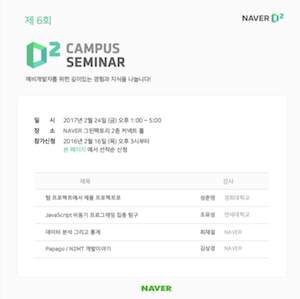 제 6회
NAVER D2
D2 CAMPUS
SEMINAR
예비개발자를 위한 깊이있는 경험과 지식을 나눕니다!
일 시 2017년 2월 24일 (금) 오후 1:00 ~ 5:00
장 소 NAVER 그린팩토리 2층 커넥트 홀
참가신청 2016년 2월 16일 (목) 오후 3시부터
본 페이지에서 선착순 신청
제목 강사
팀 프로젝트에서 제품 프로젝트로 성준영 경희대학교
JavaScript 비동기 프로그래밍 집중 탐구 조유성 연세대학교
데이터 분석 그리고 통계 최재걸 NAVER
Papago / N2MT 개발이야기 김상경 NAVER
NAVER